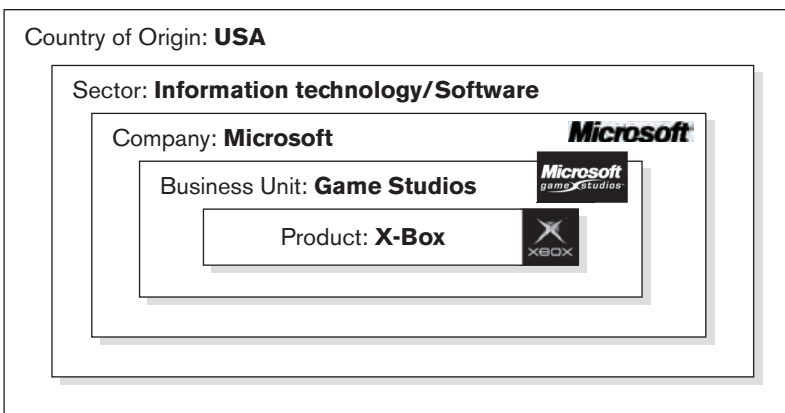 Country of Origin: USA
Sector: Information technology/Software
Company: Microsoft
Microsoft
Business Unit: Game Studios
Microsoft
game studios
Product: X-Box
XBOX